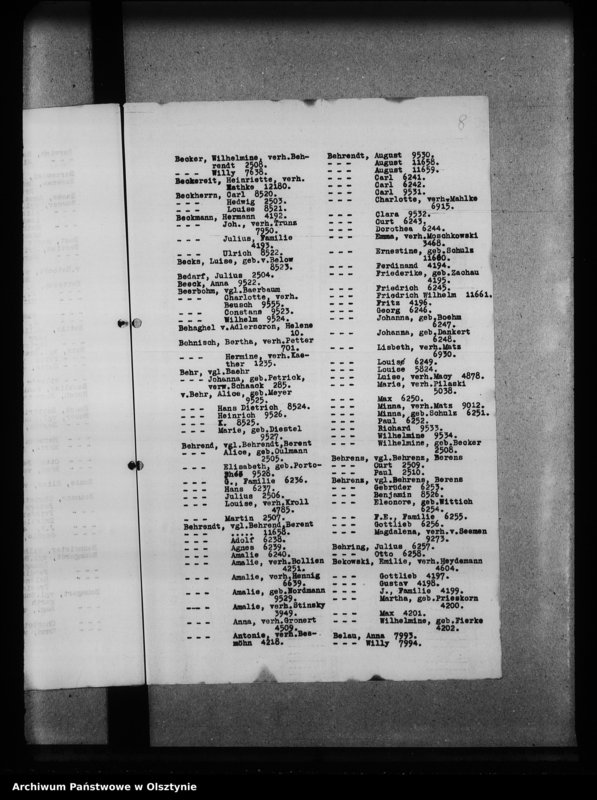 8
Becker, Wilhelmine, verh.Beh-
rendt 2508.
- - - Willy 7638.
Beckereit, Heinriette, verh.
Mathke 12180.
Beckherrn, Carl 8520.
- - - Hedwig 2503.
- - - Louise 8521.
Beckmann, Hermann 4192.
- - - Joh., verh.Trunz
7950.
- - - Julius, Familie
4193.
- - - Ulrich 8522.
Becks, Luise, geb.v.Below
8523.
Bedarf, Julius 2504.
Beeck, Anna 9522.
Beerbohm, vgl.Baerbaum
- - - Charlotte, verh.
Beusch 9555.
- - - Constanz 9523.
- - - Wilhelm 9524.
Behaghel v.Adlerscron, Helene
10.
Behnisch, Bertha, verh.Petter
701.
- - - Hermine, verh.Kae-
ther 1235.
Behr, vgl.Baehr
- - - Johanna, geb.Petrick,
verw.Schaack 285.
v.Behr, Alice, geb.Meyer
9525.
- - - Hans Dietrich 8524.
- - - Heinrich 9526.
- - - K. 8525.
- - - Marie, geb.Diestel
9527.
Behrend, vgl.Behrendt,Berent
- - - Alice, geb.Oulmann
2505.
- - - Elisabeth, geb.Porto-
9528.
- - - G., Familie 6236.
- - - Hans 6237.
- - - Julius 2506.
- - - Louise, verh.Kroll
4785.
- - - Martin 2507.
Behrendt, vgl.Behrend,Berent
- - - ..... 11658.
- - - Adolf 6238.
- - - Agnes 6239.
- - - Amalie 6240.
- - - Amalie, verh.Bollien
4251.
- - - Amalie, verh.Hennig
6639.
- - - Amalie, geb.Nordmann
9529.
- - - Amalie, verh.Stinsky
3949.
- - - Anna, verh.Gronert
4509.
- - - Antonie, verh.Bes-
möhn 4218.
Behrendt, August 9530.
- - - August 11658.
- - - August 11659.
- - - Carl 6241.
- - - Carl 6242.
- - - Carl 9531.
- - - Charlotte, verh.Mahlke
6915.
- - - Clara 9532.
- - - Curt 6243.
- - - Dorothea 6244.
- - - Emma, verh.Moschkowski
3468.
- - - Ernestine, geb.Schulz
11660.
- - - Ferdinand 4194.
- - - Friederike, geb.Zachau
4195.
- - - Friedrich 6245.
- - - Friedrich Wilhelm 11661.
- - - Fritz 4196.
- - - Georg 6246.
- - - Johanna, geb.Boehm
6247.
- - - Johanna, geb.Dankert
6248.
- - - Lisbeth, verh.Matz
6930.
- - - Louise 6249.
- - - Louise 5824.
- - - Luise, verh.Macy 4878.
- - - Marie, verh.Pilaski
5038.
- - - Max 6250.
- - - Minna, verh.Matz 9012.
- - - Minna, geb.Schulz 6251.
- - - Paul 6252.
- - - Richard 9533.
- - - Wilhelmine 9534.
- - - Wilhelmine, geb.Becker
2508.
Behrens, vgl.Behrens, Berens
- - - Curt 2509.
- - - Paul 2510.
Behrens, vgl.Behrens, Berens
- - - Gebrüder 6253.
- - - Benjamin 8526.
- - - Eleonore, geb.Wittich
6254.
- - - F.E., Familie 6255.
- - - Gottlieb 6256.
- - - Magdalena, verh.v.Seemen
9273.
Behring, Julius 6257.
- - - Otto 6258.
Bekowski, Emilie, verh.Heydemann
4604.
- - - Gottlieb 4197.
- - - Gustav 4198.
- - - J., Familie 4199.
- - - Martha, geb.Prieskorn
4200.
- - - Max 4201.
- - - Wilhelmine, geb.Fierke
4202.
Belau, Anna 7993.
- - - Willy 7994.
Archiwum Państwowe w Olsztynie